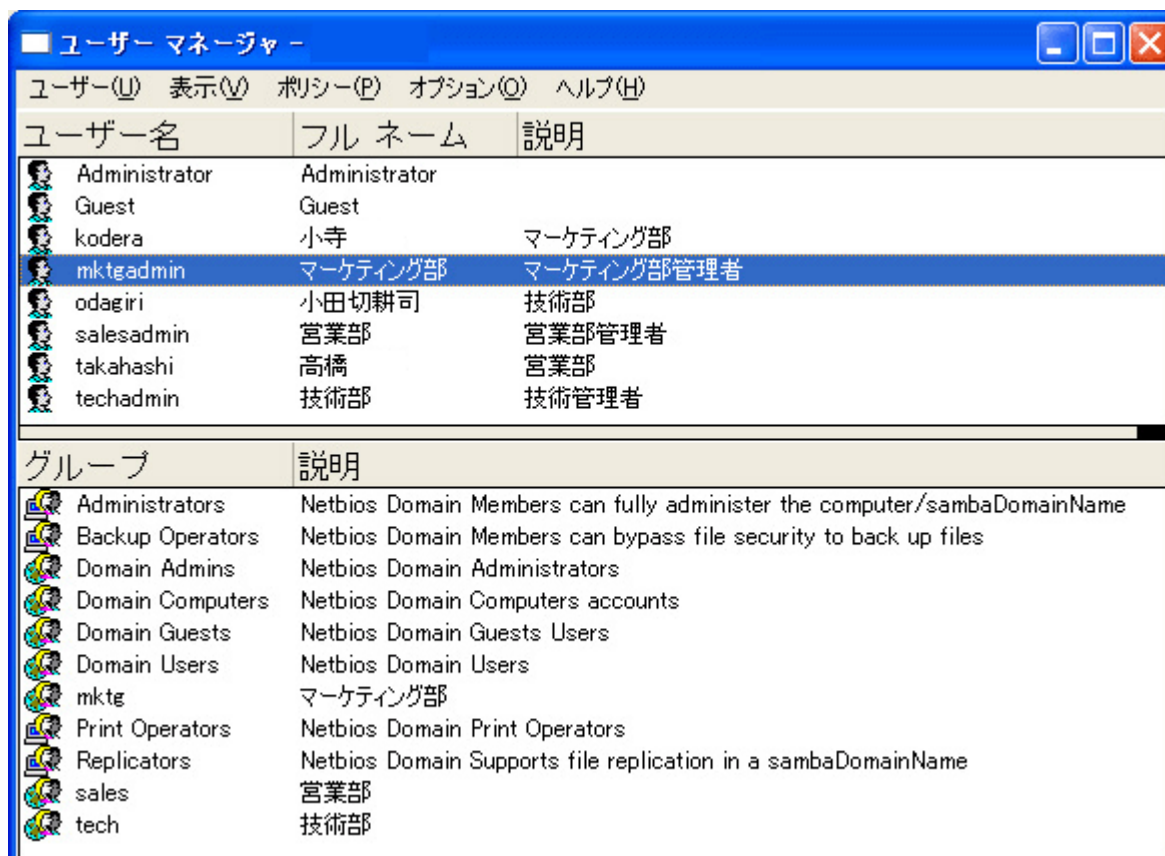 ユーザー マネージャ -
ユーザー(U) 表示(V) ポリシー(P) オプション(O) ヘルプ(H)
ユーザー名 フル ネーム 説明
Administrator Administrator
Guest Guest
kodera 小寺 マーケティング部
mktgadmin マーケティング部 マーケティング部管理者
odagiri 小田切耕司 技術部
salesadmin 営業部 営業部管理者
takahashi 高橋 営業部
techadmin 技術部 技術管理者
グループ 説明
Administrators Netbios Domain Members can fully administer the computer/sambaDomainName
Backup Operators Netbios Domain Members can bypass file security to back up files
Domain Admins Netbios Domain Administrators
Domain Computers Netbios Domain Computers accounts
Domain Guests Netbios Domain Guests Users
Domain Users Netbios Domain Users
mktg マーケティング部
Print Operators Netbios Domain Print Operators
Replicators Netbios Domain Supports file replication in a sambaDomainName
sales 営業部
tech 技術部